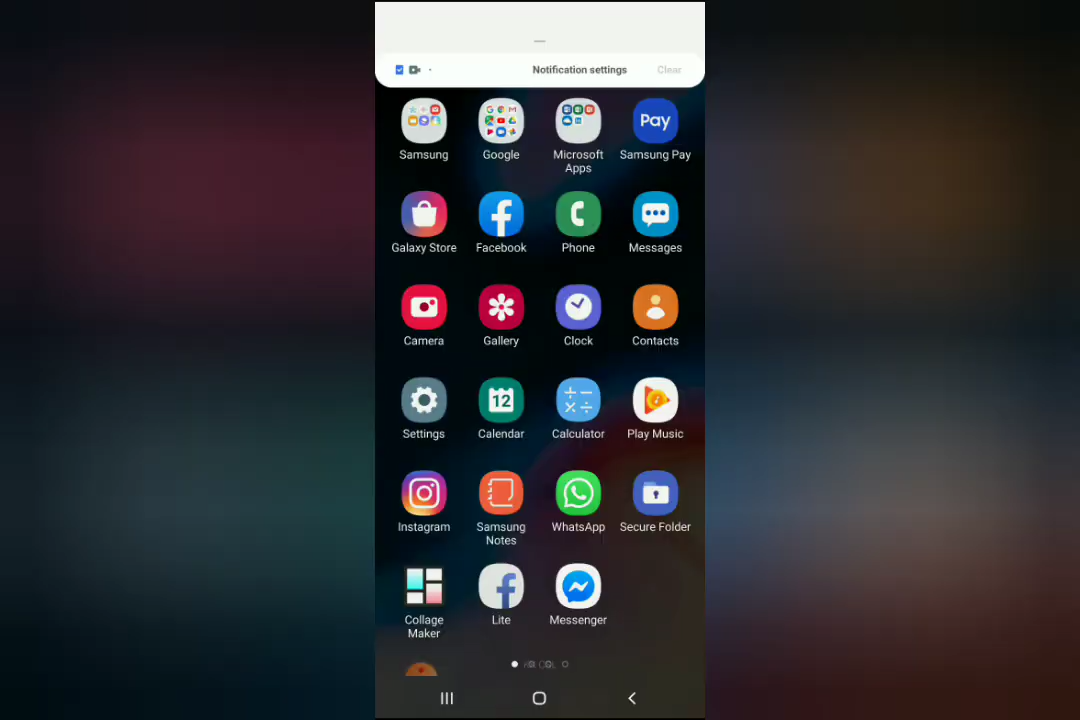 Notification settings Clear
Pay
Samsung Google Microsoft Apps Samsung Pay
Galaxy Store Facebook Phone Messages
Camera Gallery Clock Contacts
12
Settings Calendar Calculator Play Music
Instagram Samsung Notes WhatsApp Secure Folder
Collage Maker Lite Messenger